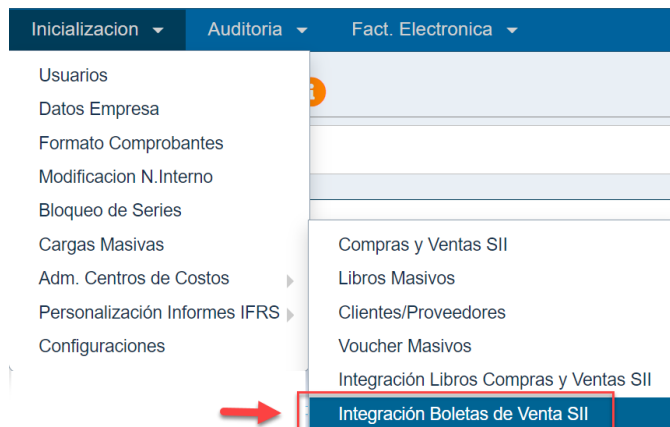 Inicializacion Auditoria Fact. Electronica
Usuarios
Datos Empresa
Formato Comprobantes
Modificacion N.Interno
Bloqueo de Series
Cargas Masivas
Adm. Centros de Costos
Personalización Informes IFRS
Configuraciones
Compras y Ventas SII
Libros Masivos
Clientes/Proveedores
Voucher Masivos
Integración Libros Compras y Ventas SII
Integración Boletas de Venta SII